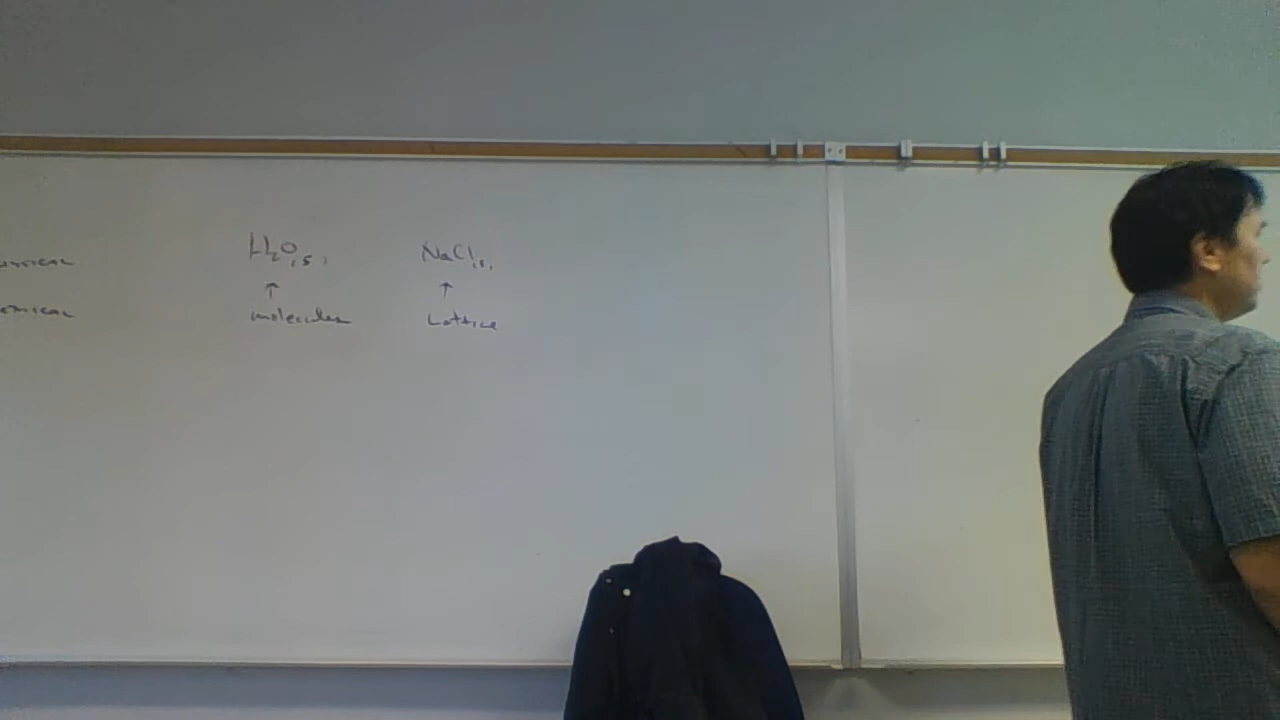 H₂O(s) NaCl(s)
↑ ↑
molecules Lattice